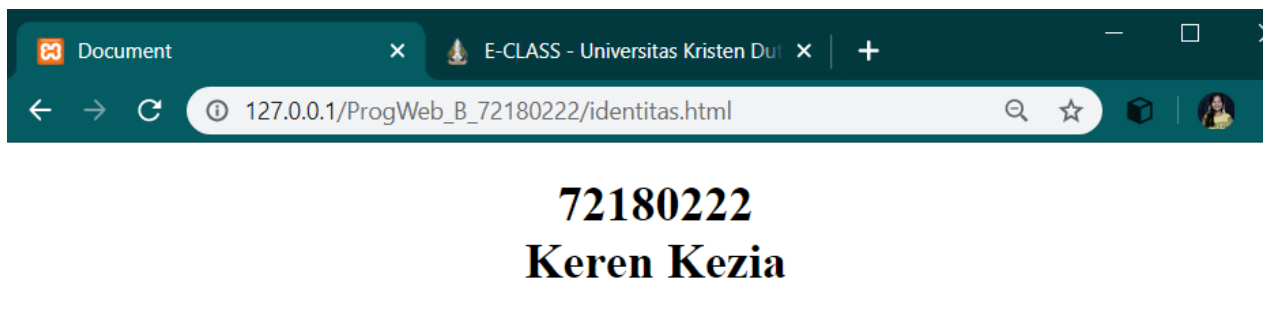 Document
E-CLASS - Universitas Kristen Dut
127.0.0.1/ProgWeb_B_72180222/identitas.html
72180222
Keren Kezia